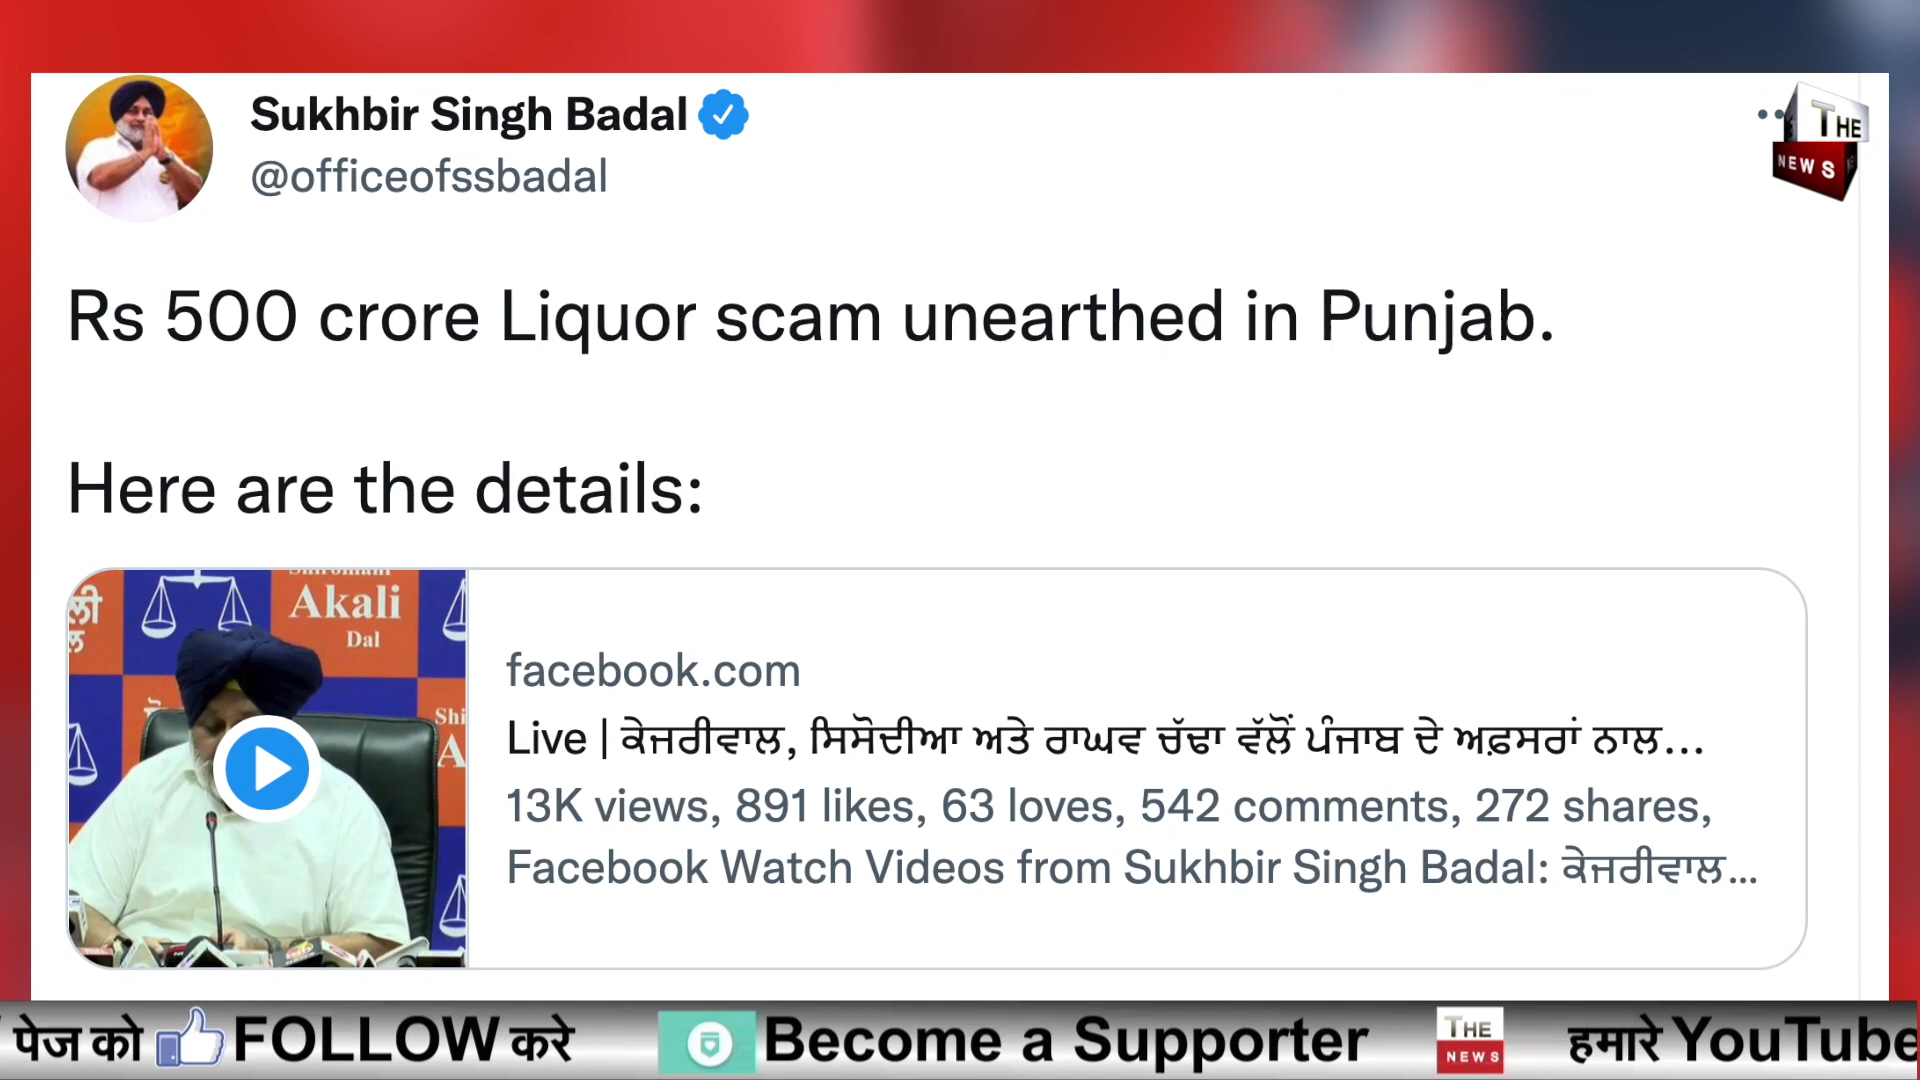 Sukhbir Singh Badal
@officeofssbadal
THE
NEWS
Rs 500 crore Liquor scam unearthed in Punjab.
Here are the details:
Akali
Dal
Shi
A
facebook.com
Live | ਕੇਜਰੀਵਾਲ, ਸਿਸੋਦੀਆ ਅਤੇ ਰਾਘਵ ਚੱਢਾ ਵੱਲੋਂ ਪੰਜਾਬ ਦੇ ਅਫ਼ਸਰਾਂ ਨਾਲ...
13K views, 891 likes, 63 loves, 542 comments, 272 shares,
Facebook Watch Videos from Sukhbir Singh Badal: ਕੇਜਰੀਵਾਲ...
पेज को FOLLOW करे Become a Supporter THE NEWS हमारे YouTube